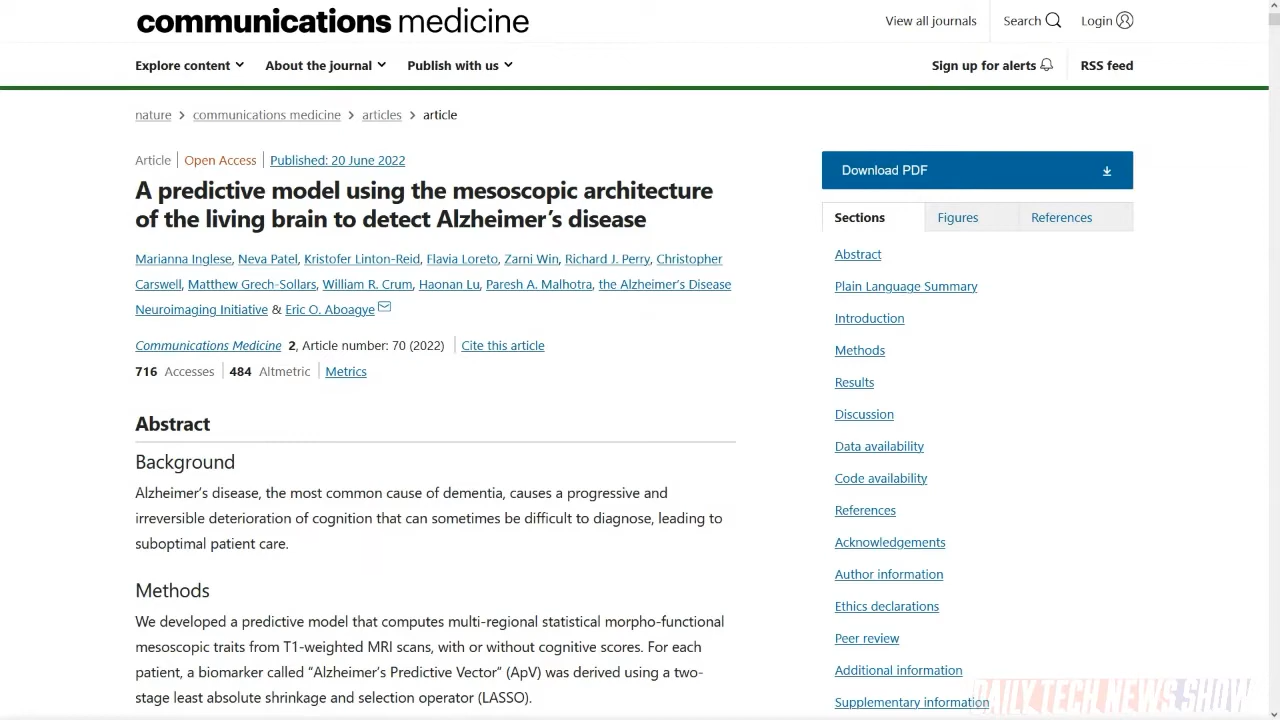 communications medicine
View all journals
Search
Login
Explore content
About the journal
Publish with us
Sign up for alerts
RSS feed
nature > communications medicine > articles > article
Article | Open Access | Published: 20 June 2022
A predictive model using the mesoscopic architecture
of the living brain to detect Alzheimer’s disease
Marianna Inglese, Neva Patel, Kristofer Linton-Reid, Flavia Loreto, Zarni Win, Richard J. Perry, Christopher
Carswell, Matthew Grech-Sollars, William R. Crum, Haonan Lu, Paresh A. Malhotra, the Alzheimer’s Disease
Neuroimaging Initiative & Eric O. Aboagye
Communications Medicine 2, Article number: 70 (2022) | Cite this article
716 Accesses | 484 Altmetric | Metrics
Abstract
Background
Alzheimer’s disease, the most common cause of dementia, causes a progressive and
irreversible deterioration of cognition that can sometimes be difficult to diagnose, leading to
suboptimal patient care.
Methods
We developed a predictive model that computes multi-regional statistical morpho-functional
mesoscopic traits from T1-weighted MRI scans, with or without cognitive scores. For each
patient, a biomarker called “Alzheimer’s Predictive Vector” (ApV) was derived using a two-
stage least absolute shrinkage and selection operator (LASSO).
Download PDF
Sections
Figures
References
Abstract
Plain Language Summary
Introduction
Methods
Results
Discussion
Data availability
Code availability
References
Acknowledgements
Author information
Ethics declarations
Peer review
Additional information
Supplementary information
DAILY TECH NEWS SHOW